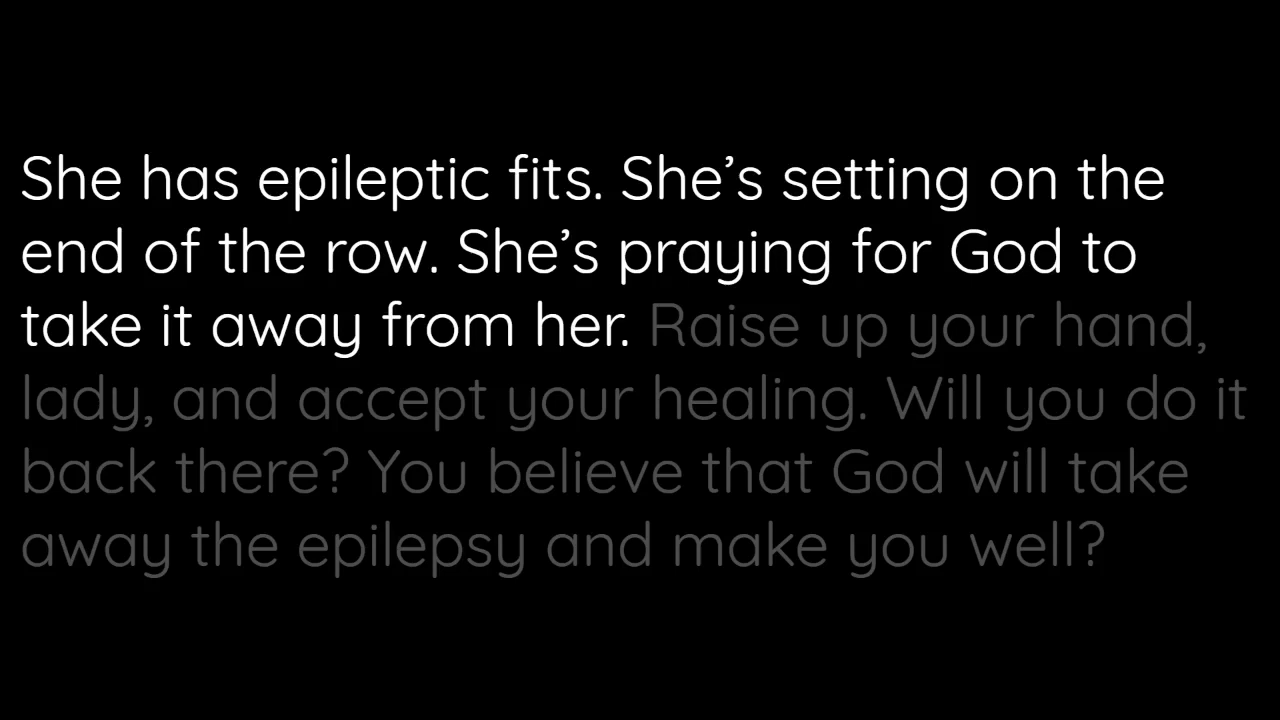 She has epileptic fits. She’s setting on the
end of the row. She’s praying for God to
take it away from her. Raise up your hand,
lady, and accept your healing. Will you do it
back there? You believe that God will take
away the epilepsy and make you well?